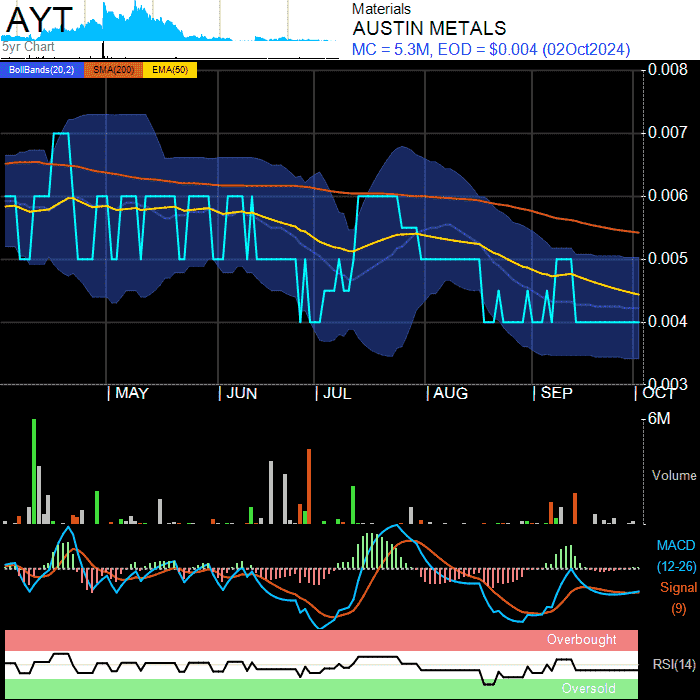 AYT
5yr Chart
Materials
AUSTIN METALS
MC = 5.3M, EOD = $0.004 (02Oct2024)
BollBands(20,2) SMA(200) EMA(50)
0.008
0.007
0.006
0.005
0.004
0.003
MAY JUN JUL AUG SEP OCT
6M
Volume
MACD
(12-26)
Signal
(9)
Overbought
RSI(14)
Oversold